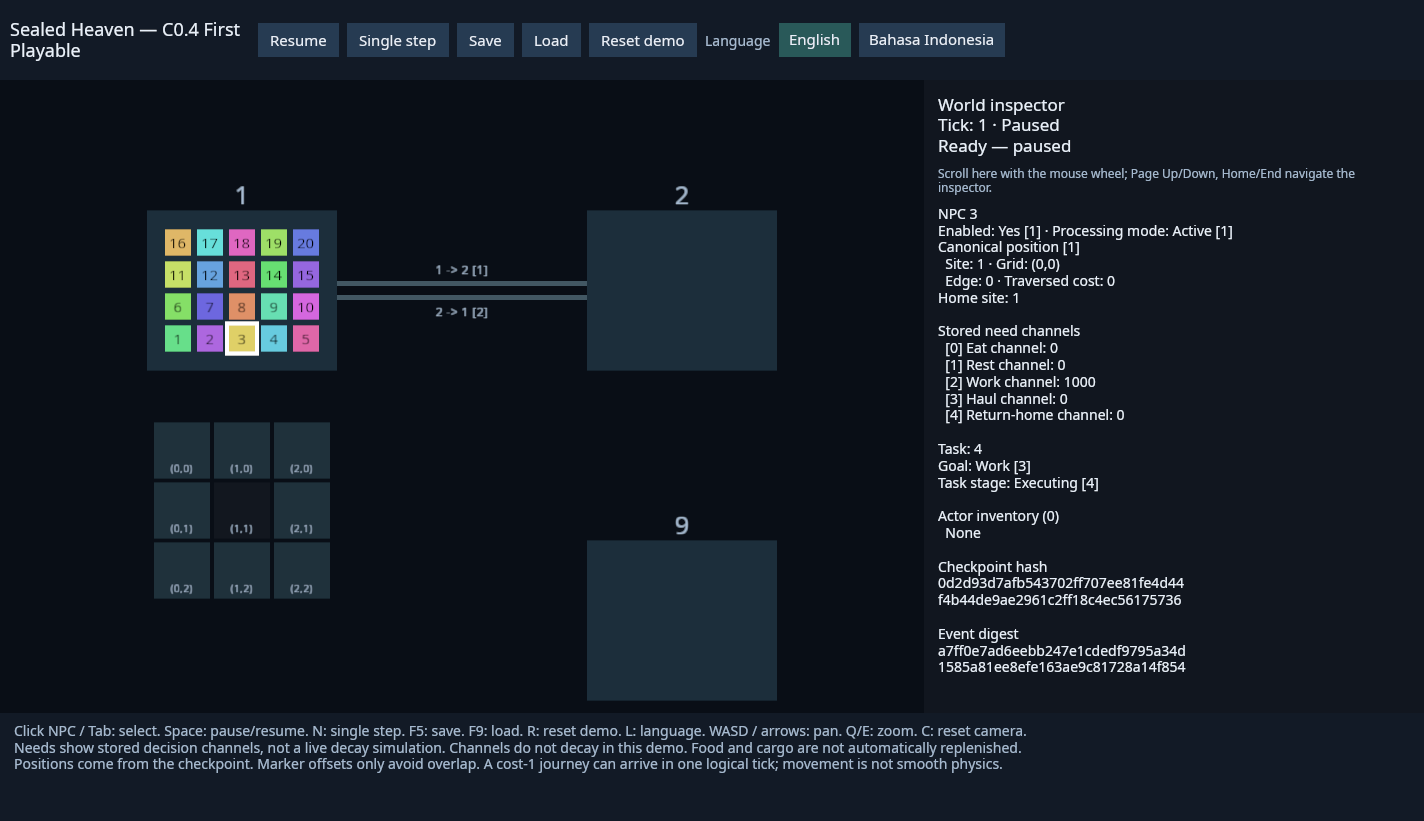 Sealed Heaven — C0.4 First
Playable
Resume
Single step
Save
Load
Reset demo
Language
English
Bahasa Indonesia
1
16 17 18 19 20
11 12 13 14 15
6 7 8 9 10
1 2 3 4 5
1 -> 2 [1]
2 -> 1 [2]
2
(0,0) (1,0) (2,0)
(0,1) (1,1) (2,1)
(0,2) (1,2) (2,2)
9
World inspector
Tick: 1 · Paused
Ready — paused
Scroll here with the mouse wheel; Page Up/Down, Home/End navigate the
inspector.
NPC 3
Enabled: Yes [1] · Processing mode: Active [1]
Canonical position [1]
Site: 1 · Grid: (0,0)
Edge: 0 · Traversed cost: 0
Home site: 1
Stored need channels
[0] Eat channel: 0
[1] Rest channel: 0
[2] Work channel: 1000
[3] Haul channel: 0
[4] Return-home channel: 0
Task: 4
Goal: Work [3]
Task stage: Executing [4]
Actor inventory (0)
None
Checkpoint hash
0d2d93d7afb543702ff707ee81fe4d44
f4b44de9ae2961c2ff18c4ec56175736
Event digest
a7ff0e7ad6eebb247e1cdedf9795a34d
1585a81ee8efe163ae9c81728a14f854
Click NPC / Tab: select. Space: pause/resume. N: single step. F5: save. F9: load. R: reset demo. L: language. WASD / arrows: pan. Q/E: zoom. C: reset camera.
Needs show stored decision channels, not a live decay simulation. Channels do not decay in this demo. Food and cargo are not automatically replenished.
Positions come from the checkpoint. Marker offsets only avoid overlap. A cost-1 journey can arrive in one logical tick; movement is not smooth physics.